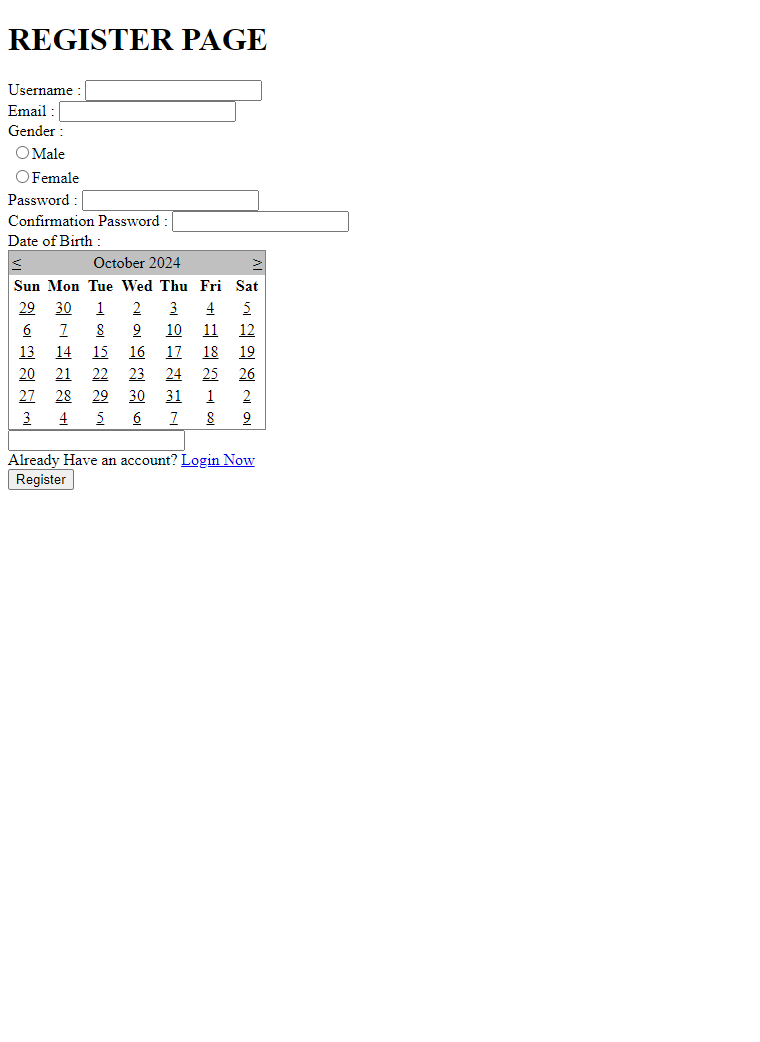 REGISTER PAGE
Username :
Email :
Gender :
Male
Female
Password :
Confirmation Password :
Date of Birth :
< October 2024 >
Sun Mon Tue Wed Thu Fri Sat
29 30 1 2 3 4 5
6 7 8 9 10 11 12
13 14 15 16 17 18 19
20 21 22 23 24 25 26
27 28 29 30 31 1 2
3 4 5 6 7 8 9
Already Have an account? Login Now
Register